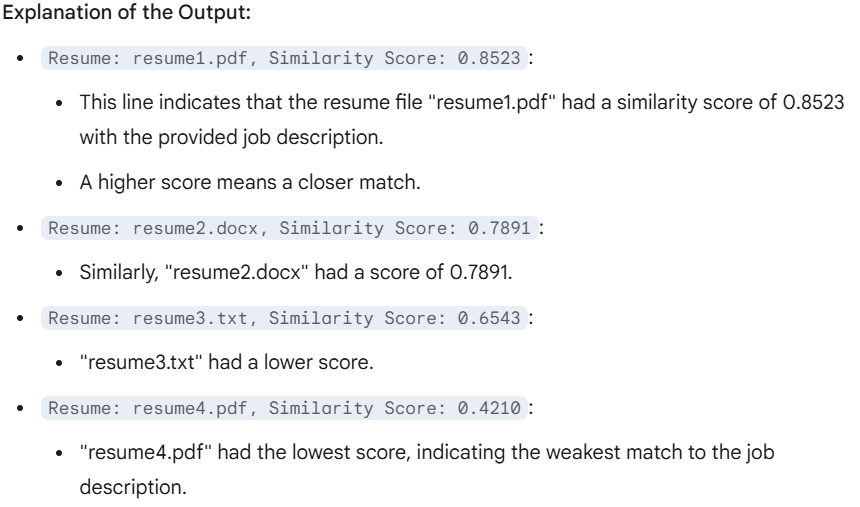 Explanation of the Output:
Resume: resume1.pdf, Similarity Score: 0.8523:
This line indicates that the resume file "resume1.pdf" had a similarity score of 0.8523
with the provided job description.
A higher score means a closer match.
Resume: resume2.docx, Similarity Score: 0.7891:
Similarly, "resume2.docx" had a score of 0.7891.
Resume: resume3.txt, Similarity Score: 0.6543:
"resume3.txt" had a lower score.
Resume: resume4.pdf, Similarity Score: 0.4210:
"resume4.pdf" had the lowest score, indicating the weakest match to the job
description.